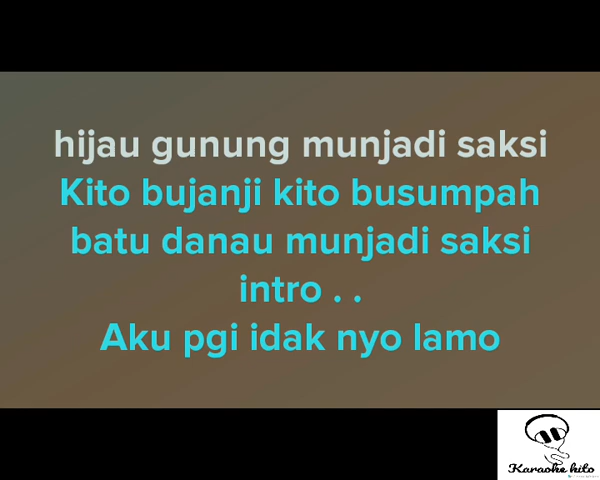 hijau gunung munjadi saksi
Kito bujanji kito busumpah
batu danau munjadi saksi
intro . .
Aku pgi idak nyo lamo
Karaoke kito